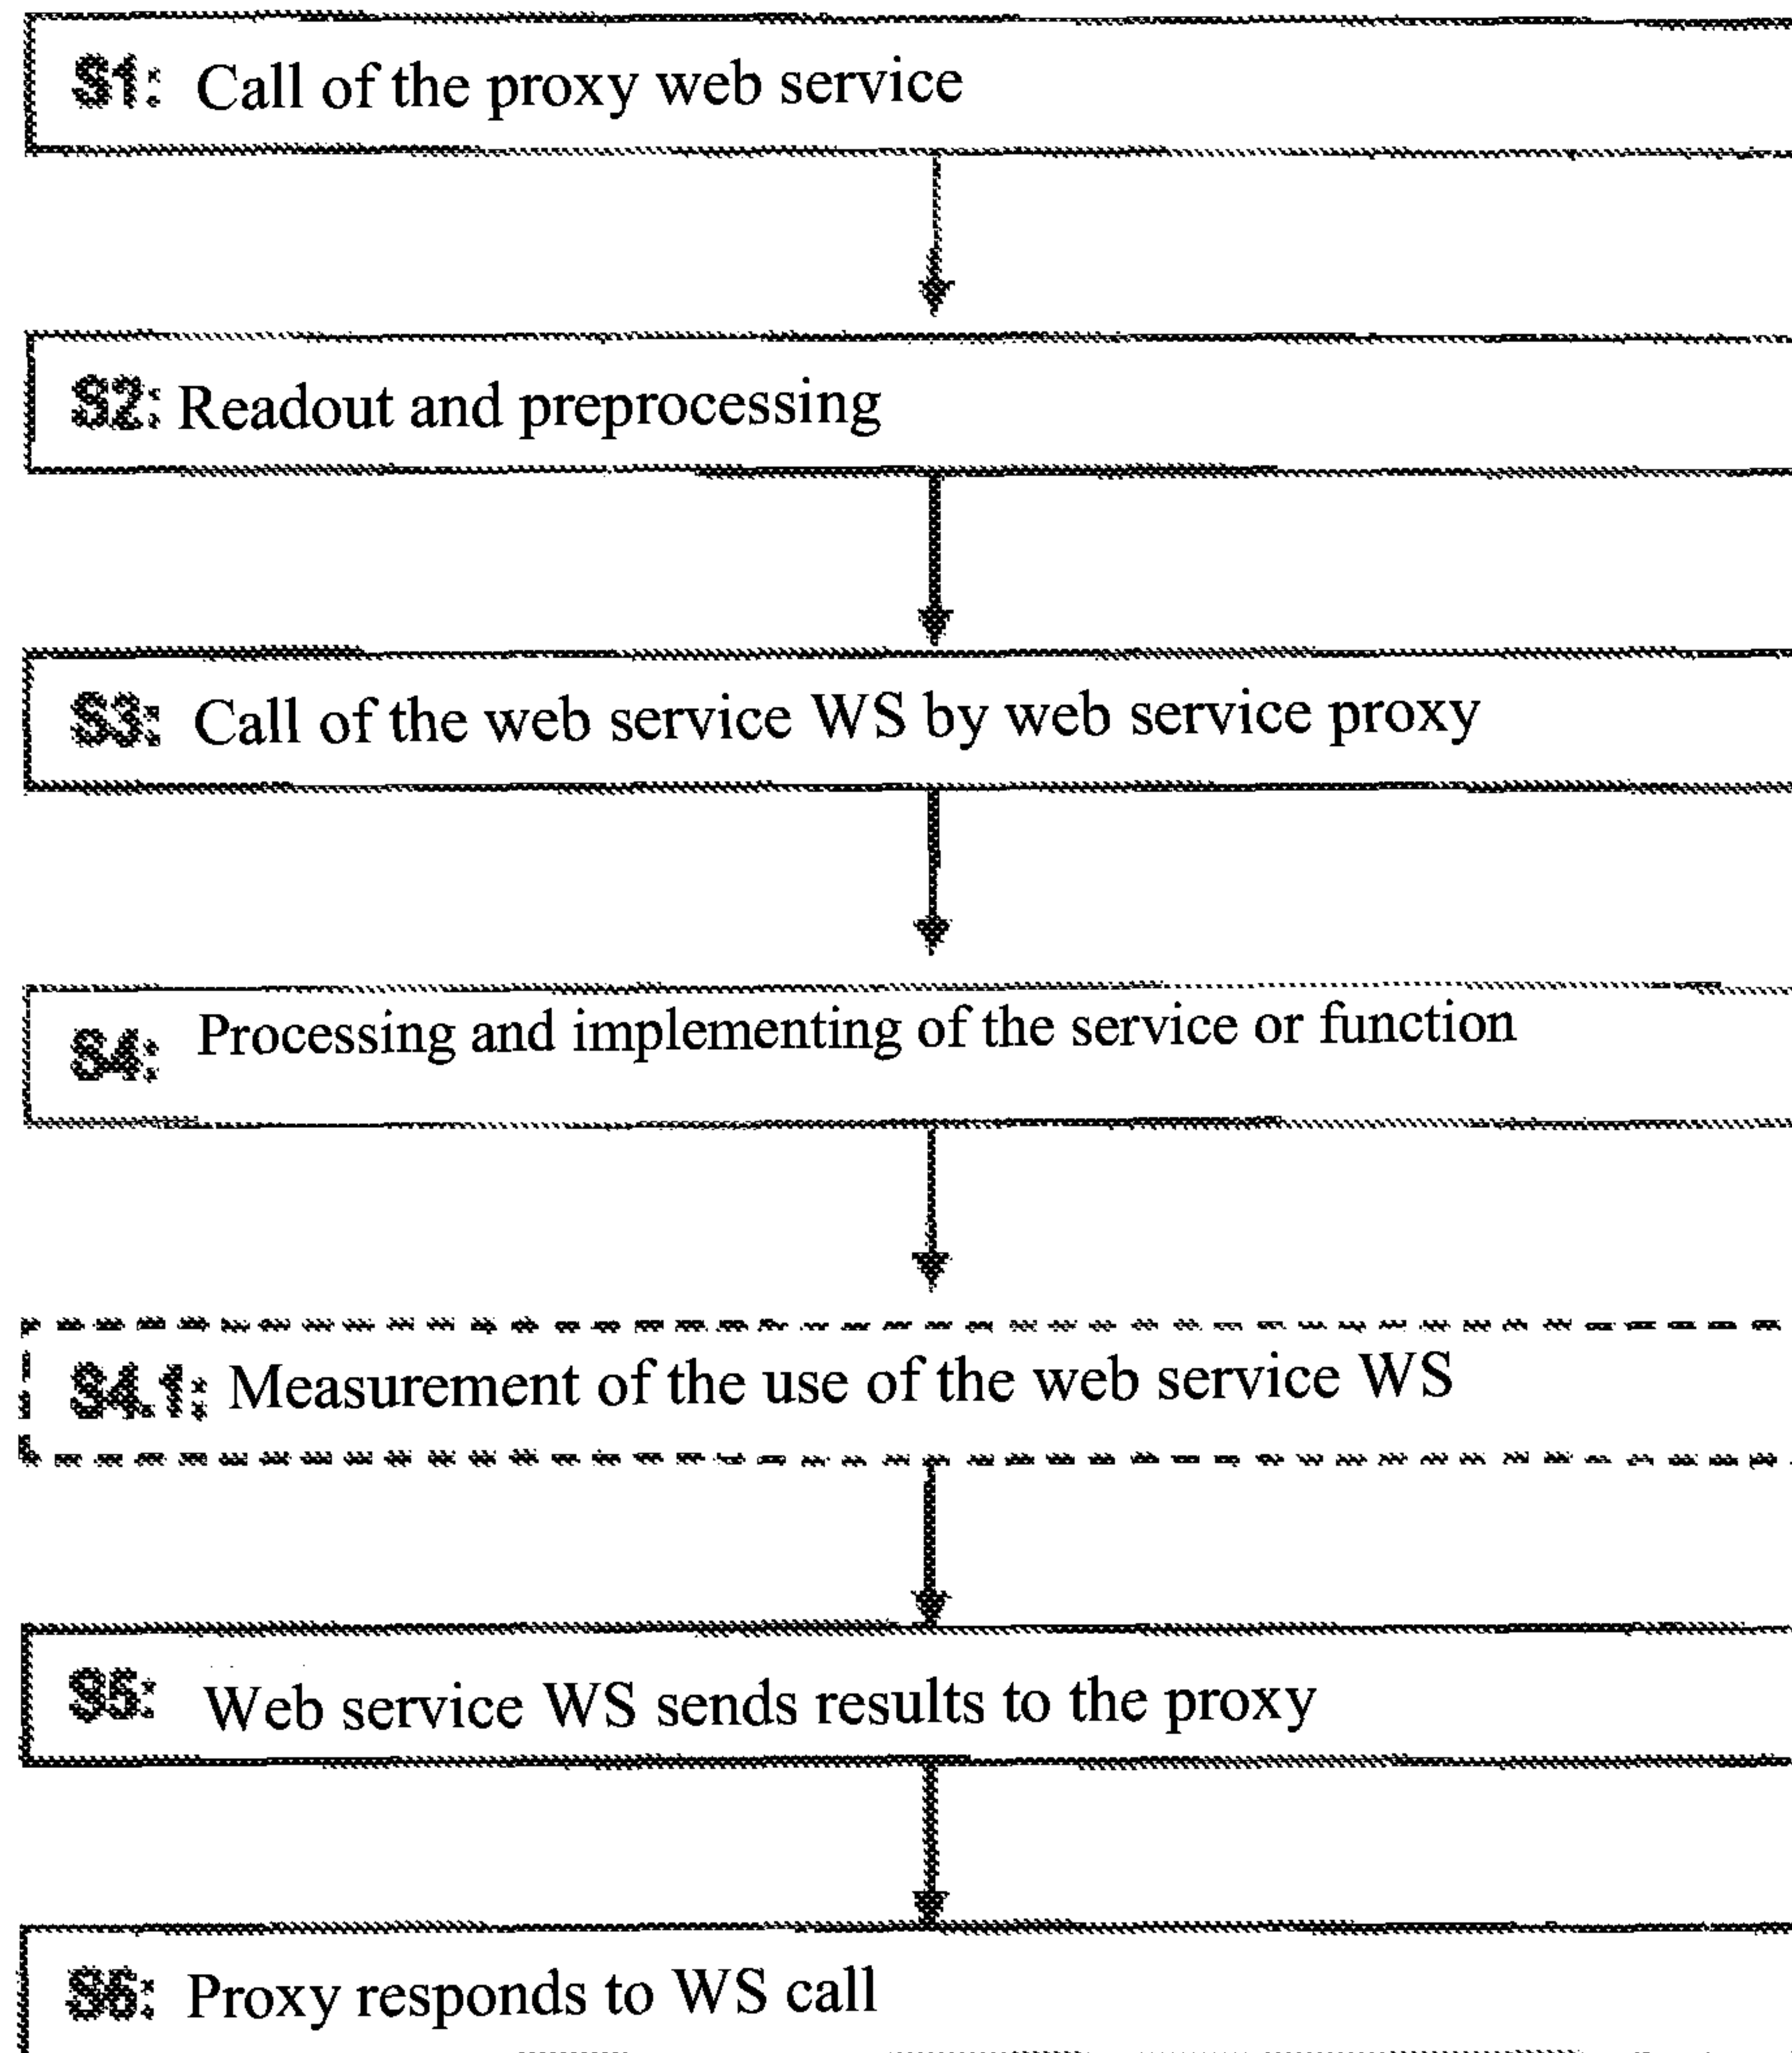 S1: Call of the proxy web service
S2: Readout and preprocessing
S3: Call of the web service WS by web service proxy
S4: Processing and implementing of the service or function
S4.1: Measurement of the use of the web service WS
S5: Web service WS sends results to the proxy
S6: Proxy responds to WS call